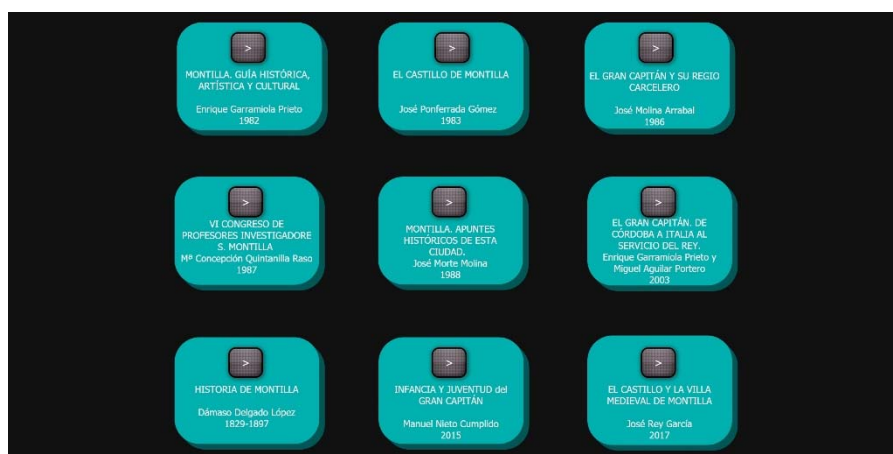 >
MONTILLA. GUÍA HISTÓRICA,
ARTÍSTICA Y CULTURAL
Enrique Garramiola Prieto
1982
>
EL CASTILLO DE MONTILLA
José Ponferrada Gómez
1983
>
EL GRAN CAPITÁN Y SU REGIO
CARCELERO
José Molina Arrabal
1986
>
VI CONGRESO DE
PROFESORES INVESTIGADORE
S. MONTILLA
Mª Concepción Quintanilla Raso
1987
>
MONTILLA. APUNTES
HISTÓRICOS DE ESTA
CIUDAD.
José Morte Molina
1988
>
EL GRAN CAPITÁN. DE
CÓRDOBA A ITALIA AL
SERVICIO DEL REY.
Enrique Garramiola Prieto y
Miguel Aguilar Portero
2003
>
HISTORIA DE MONTILLA
Dámaso Delgado López
1829-1897
>
INFANCIA Y JUVENTUD del
GRAN CAPITÁN
Manuel Nieto Cumplido
2015
>
EL CASTILLO Y LA VILLA
MEDIEVAL DE MONTILLA
José Rey García
2017